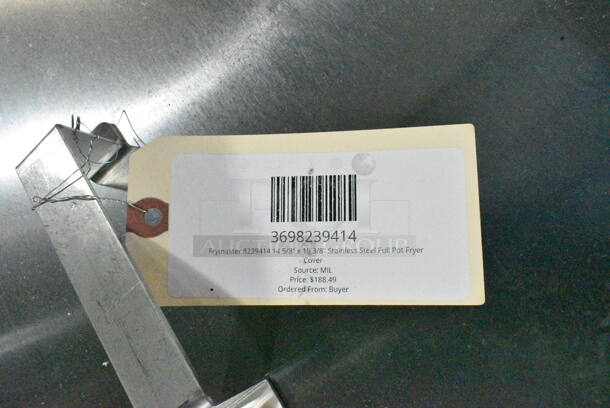 3698239414
Frymaster 8239414 14 5/8" x 19 3/8" Stainless Steel Full Pot Fryer
Cover
Source: MIL
Price: $188.49
Ordered From: Buyer